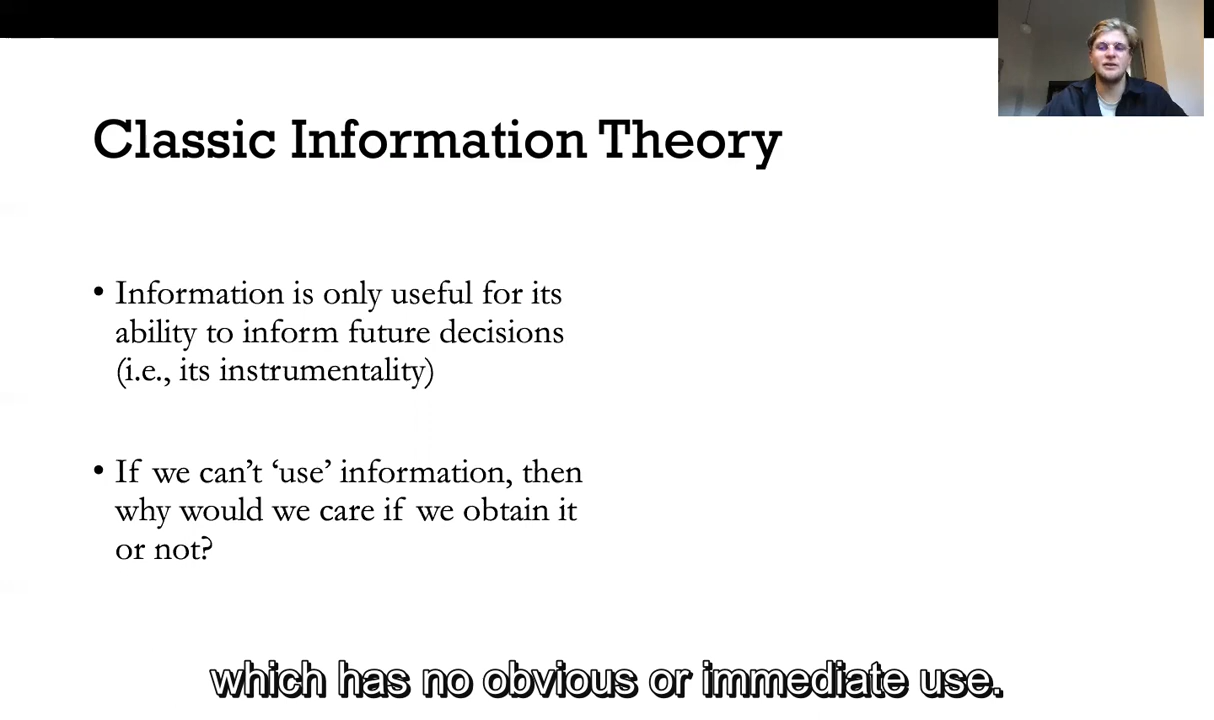 Classic Information Theory
• Information is only useful for its
ability to inform future decisions
(i.e., its instrumentality)
• If we can’t ‘use’ information, then
why would we care if we obtain it
or not?
which has no obvious or immediate use.